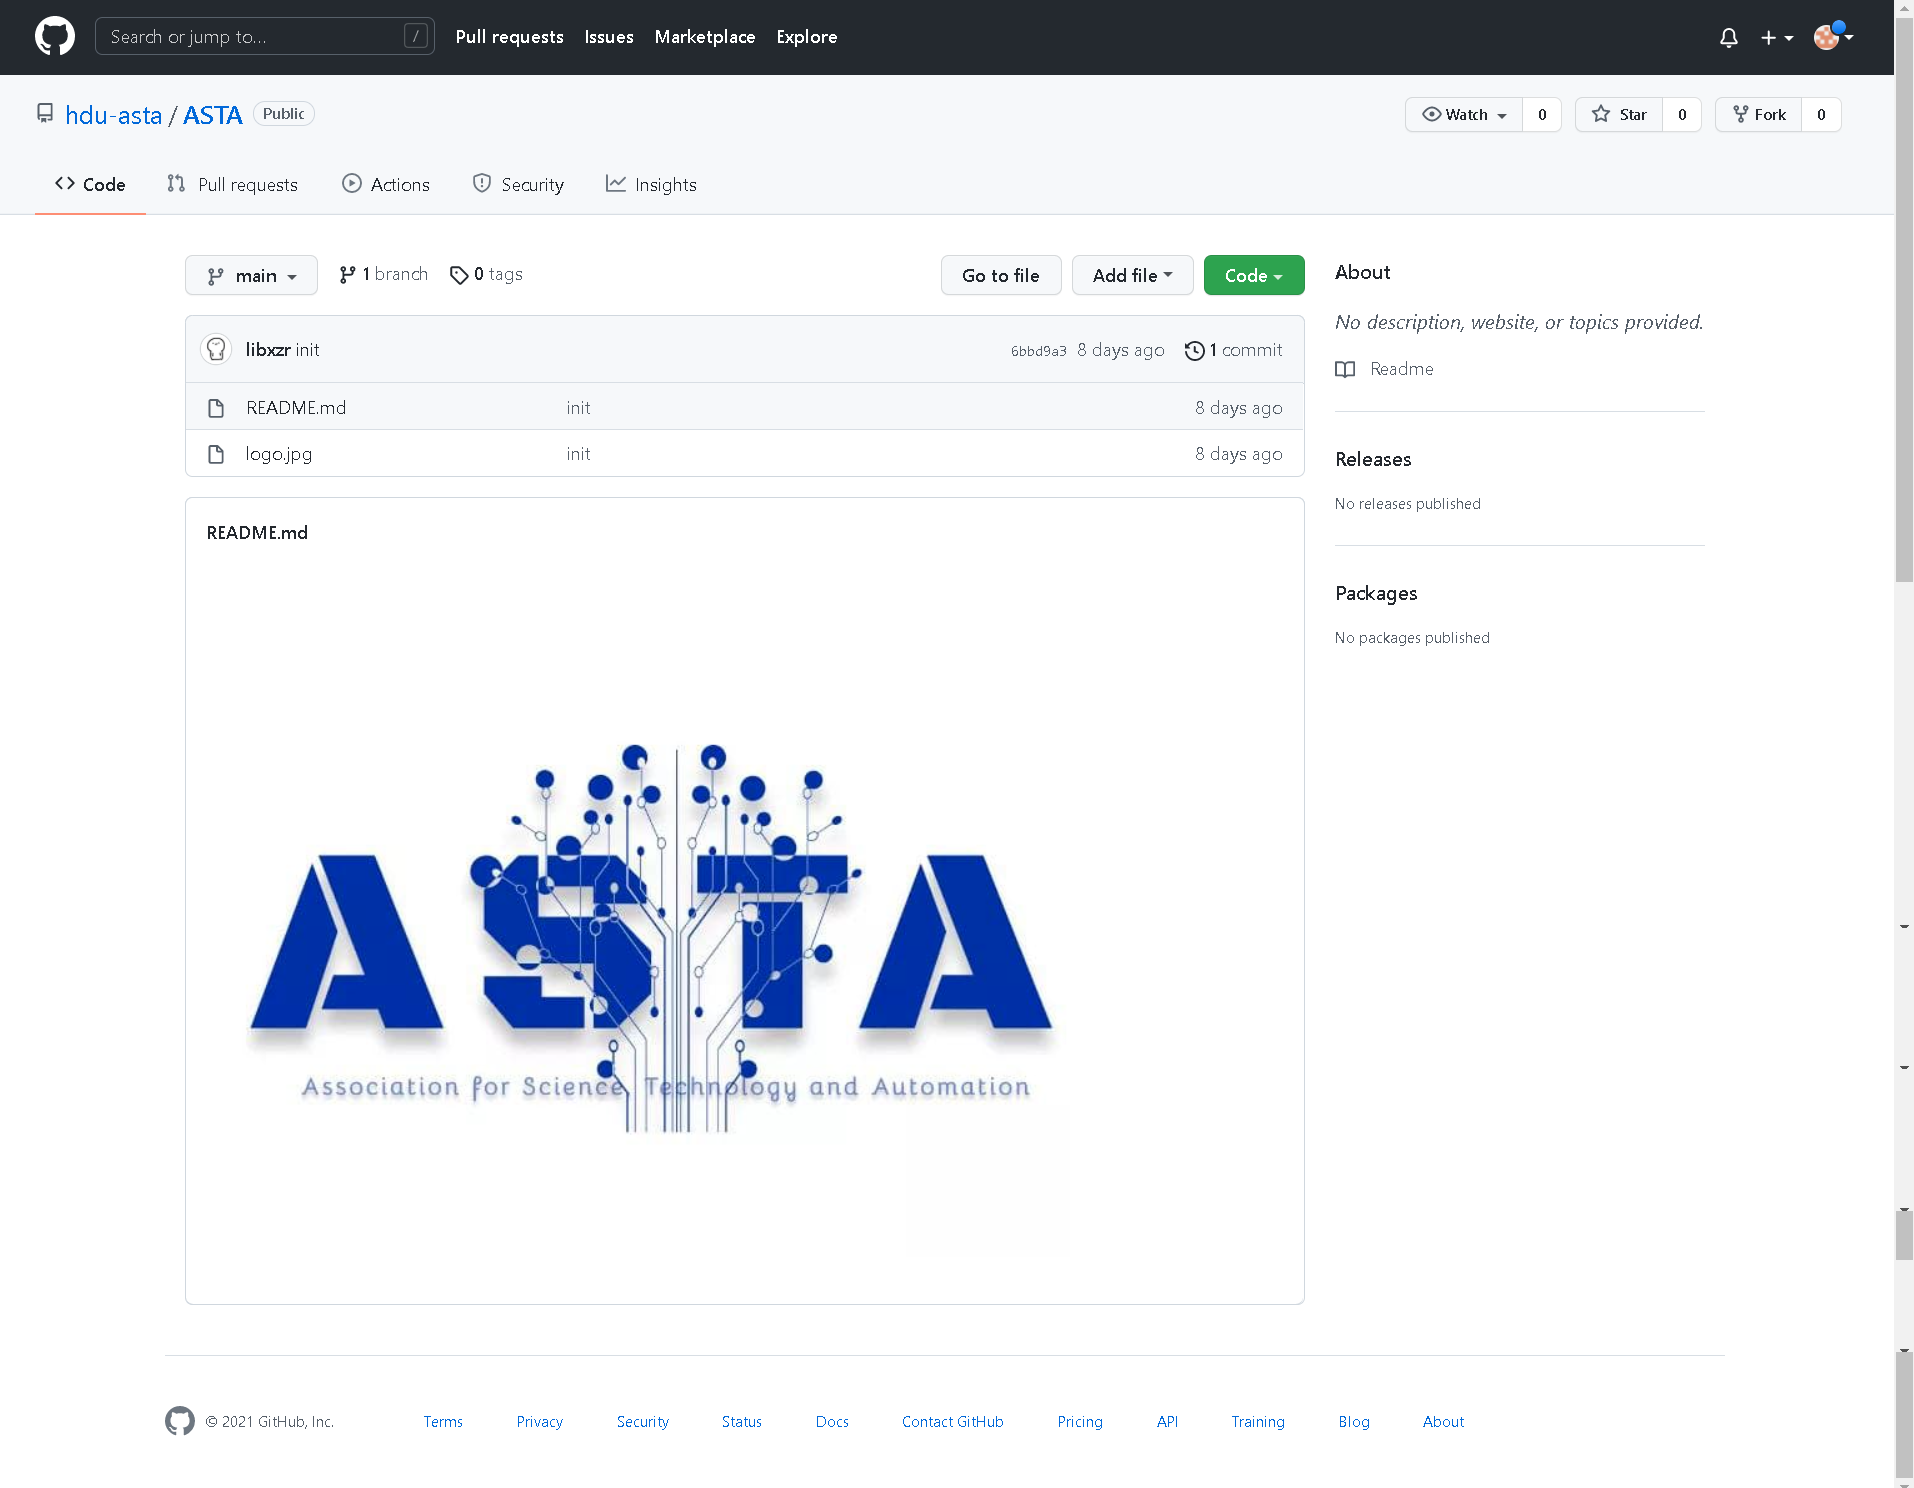 Search or jump to... /
Pull requests Issues Marketplace Explore
hdu-asta / ASTA Public
Watch 0 Star 0 Fork 0
Code Pull requests Actions Security Insights
main 1 branch 0 tags Go to file Add file Code
libxzr init 6bbd9a3 8 days ago 1 commit
README.md init 8 days ago
logo.jpg init 8 days ago
README.md
ASTA
Association for Science Technology and Automation
About
No description, website, or topics provided.
Readme
Releases
No releases published
Packages
No packages published
© 2021 GitHub, Inc. Terms Privacy Security Status Docs Contact GitHub Pricing API Training Blog About